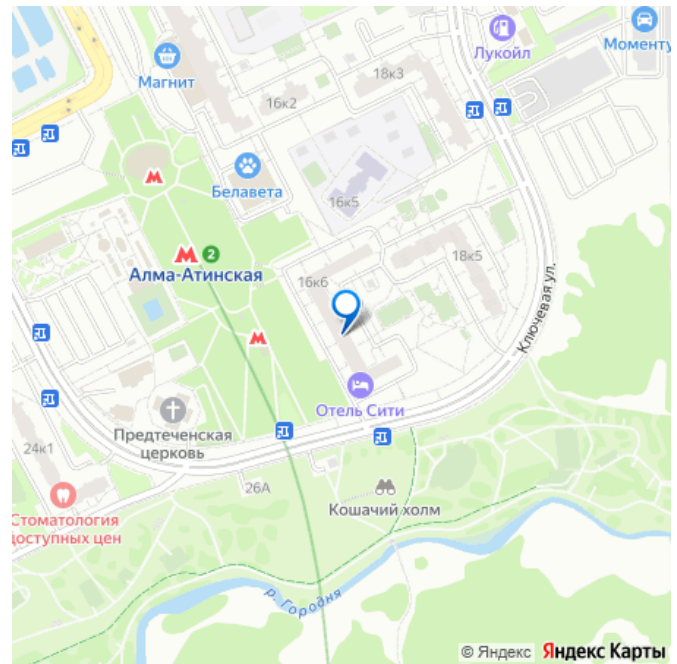 Лукойл
Моменту
Магнит
18к3
16к2
Белавета
16к5
М
М
2
Алма-Атинская
18к5
16к6
Ключевая ул.
М
Отель Сити
Предтеченская
церковь
24к1
26А
Кошачий холм
Стоматология
доступных цен
р. Городня
© Яндекс Яндекс Карты